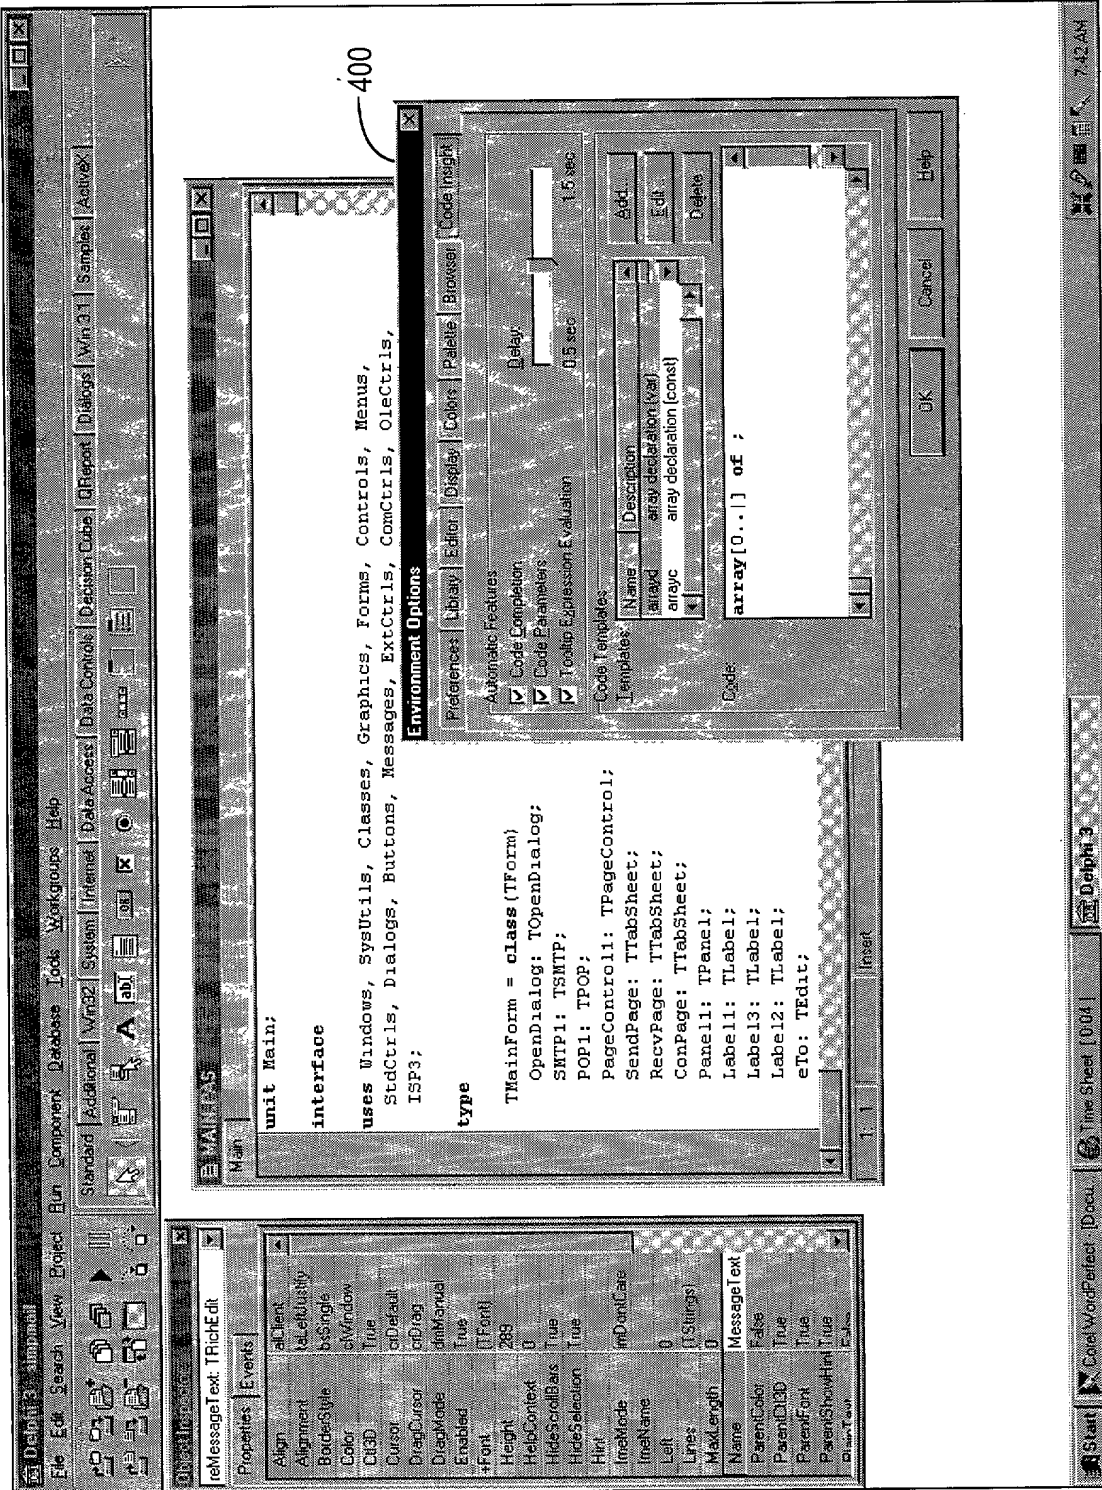 Delphi 3 - simpmail
File Edit Search View Project Run Component Database Tools Workgroups Help
Standard Additional Win32 System Internet Data Access Data Controls Decision Cube QReport Dialogs Win 3.1 Samples ActiveX
400
Object Inspector
reMessageText: TRichEdit
Properties Events
Align alClient
Alignment taLeftJustify
BorderStyle bsSingle
Color clWindow
Ctl3D True
Cursor crDefault
DragCursor crDrag
DragMode dmManual
Enabled True
+Font (TFont)
Height 289
HelpContext 0
HideScrollBars True
HideSelection True
Hint
ImeMode imDontCare
ImeName
Left 0
Lines (TStrings)
MaxLength 0
Name MessageText
ParentColor False
ParentCtl3D True
ParentFont True
ParentShowHint True
MAIN.PAS
Main
unit Main;
interface
uses Windows, SysUtils, Classes, Graphics, Forms, Controls, Menus,
StdCtrls, Dialogs, Buttons, Messages, ExtCtrls, ComCtrls, OleCtrls,
ISP3;
type
TMainForm = class(TForm)
OpenDialog: TOpenDialog;
SMTP1: TSMTP;
POP1: TPOP;
PageControl1: TPageControl;
SendPage: TTabSheet;
RecvPage: TTabSheet;
ConPage: TTabSheet;
Panel1: TPanel;
Label1: TLabel;
Label3: TLabel;
Label2: TLabel;
eTo: TEdit;
1: 1 Insert
Environment Options
Preferences Library Editor Display Colors Palette Browser Code Insight
Automatic Features
Code Completion
Code Parameters
Tooltip Expression Evaluation
Delay:
0.5 sec 1.5 sec
Code Templates
Templates:
Name Description
arrayd array declaration (var)
arrayc array declaration (const)
Add...
Edit...
Delete
Code:
array[0..|] of ;
OK Cancel Help
Start Corel WordPerfect - [Docu... Time Sheet [0:04] Delphi 3 7:42 AM